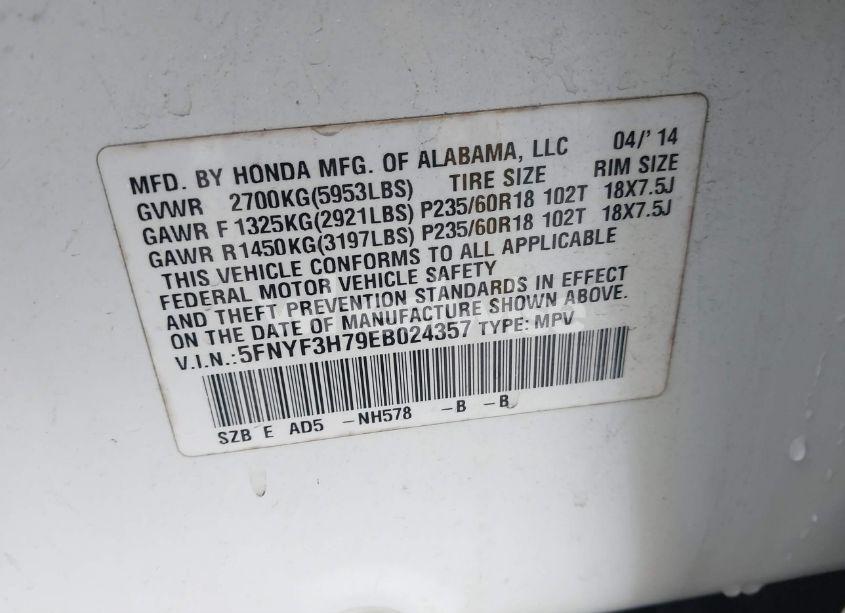 MFD. BY HONDA MFG. OF ALABAMA, LLC 04/'14
GVWR 2700KG(5953LBS) TIRE SIZE RIM SIZE
GAWR F 1325KG(2921LBS) P235/60R18 102T 18X7.5J
GAWR R1450KG(3197LBS) P235/60R18 102T 18X7.5J
THIS VEHICLE CONFORMS TO ALL APPLICABLE
FEDERAL MOTOR VEHICLE SAFETY
AND THEFT PREVENTION STANDARDS IN EFFECT
ON THE DATE OF MANUFACTURE SHOWN ABOVE.
V.I.N.:5FNYF3H79EB024357 TYPE: MPV
SZB E AD5 -NH578 -B -B